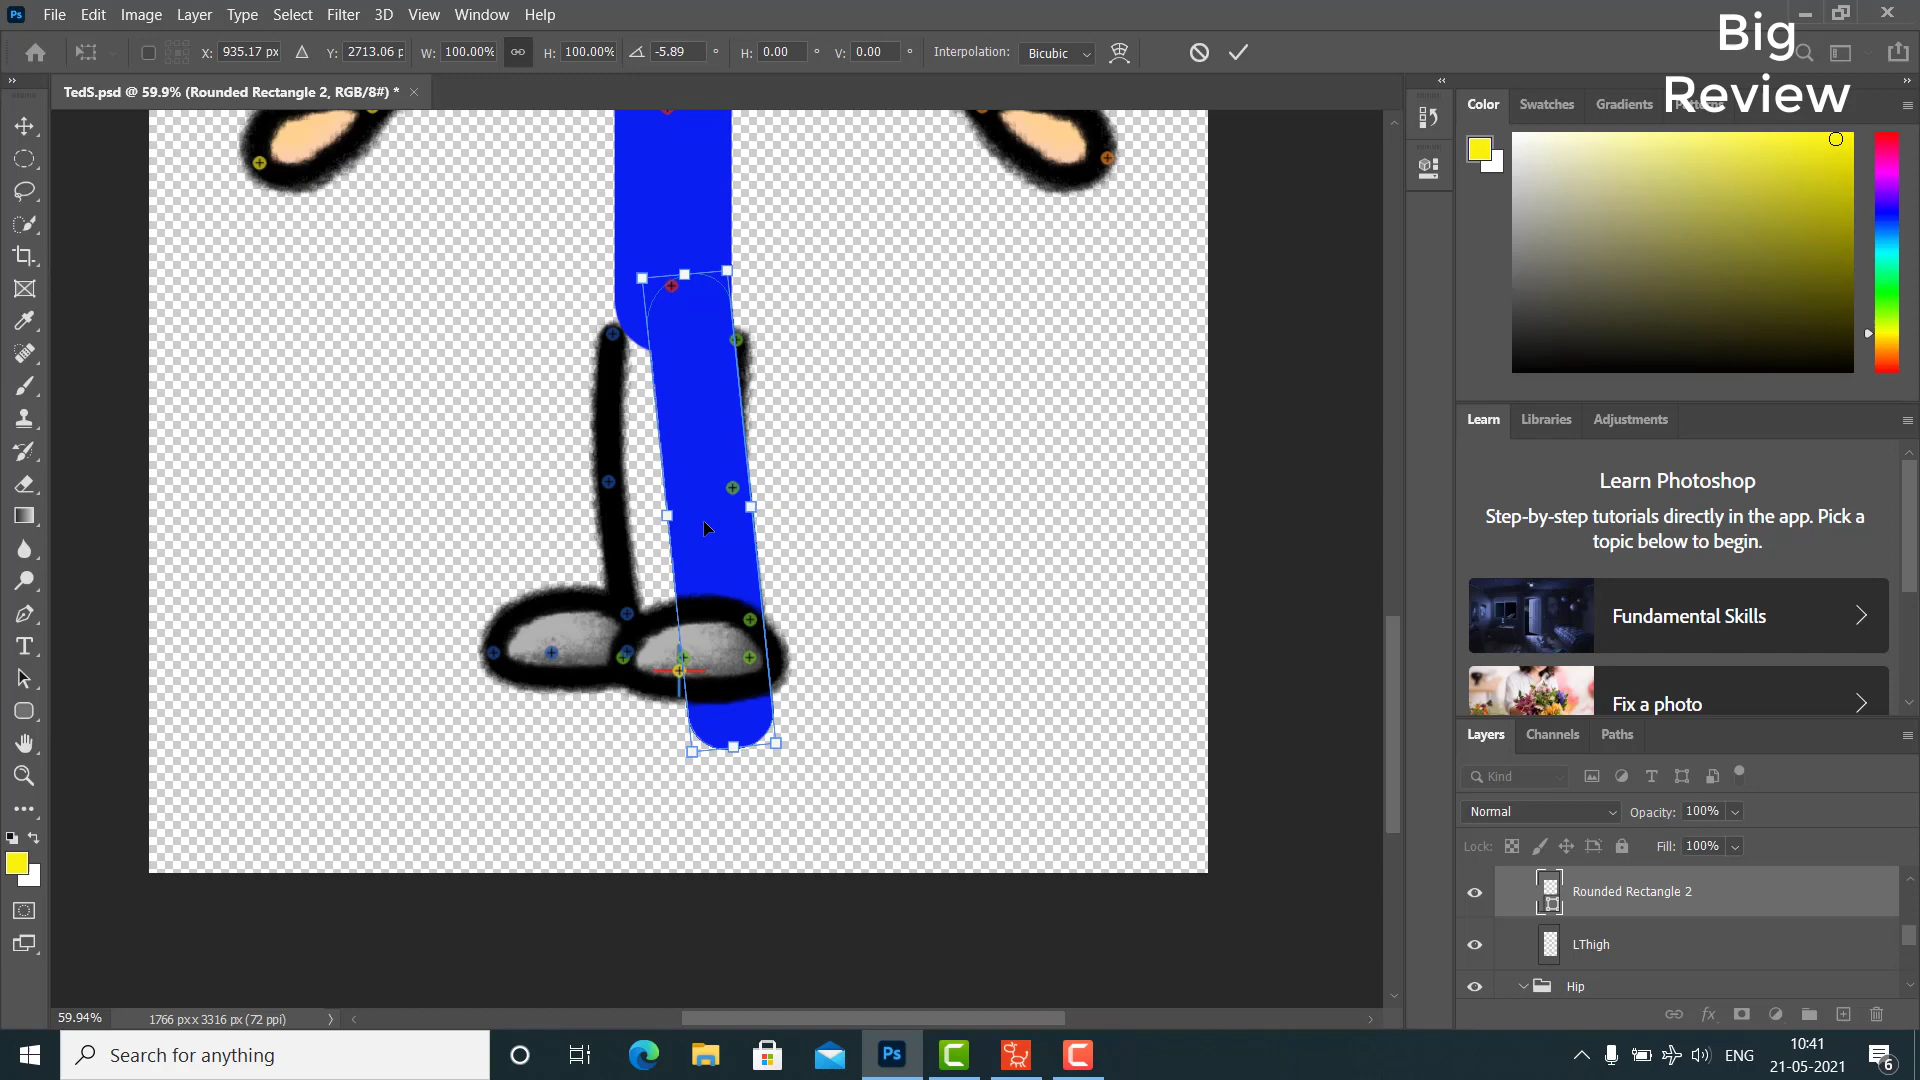 Ps File Edit Image Layer Type Select Filter 3D View Window Help
X: 935.17 px Y: 2713.06 p W: 100.00% H: 100.00% -5.89 ° H: 0.00 ° V: 0.00 ° Interpolation: Bicubic
Big
Review
TedS.psd @ 59.9% (Rounded Rectangle 2, RGB/8#) * ×
Color Swatches Gradients Patterns
Learn Libraries Adjustments
Learn Photoshop
Step-by-step tutorials directly in the app. Pick a
topic below to begin.
Fundamental Skills
Fix a photo
Layers Channels Paths
Kind
Normal Opacity: 100%
Lock: Fill: 100%
Rounded Rectangle 2
LThigh
Hip
59.94% 1766 px x 3316 px (72 ppi)
Search for anything
Ps
ENG
10:41
21-05-2021
6